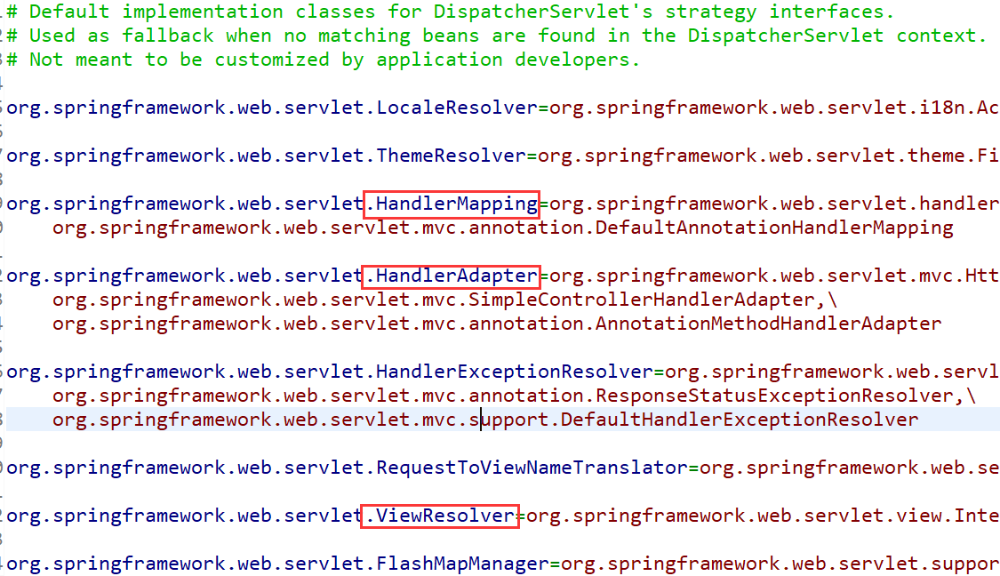 # Default implementation classes for DispatcherServlet's strategy interfaces.
# Used as fallback when no matching beans are found in the DispatcherServlet context.
# Not meant to be customized by application developers.
org.springframework.web.servlet.LocaleResolver=org.springframework.web.servlet.i18n.Ac
org.springframework.web.servlet.ThemeResolver=org.springframework.web.servlet.theme.Fi
org.springframework.web.servlet.HandlerMapping=org.springframework.web.servlet.handler
org.springframework.web.servlet.mvc.annotation.DefaultAnnotationHandlerMapping
org.springframework.web.servlet.HandlerAdapter=org.springframework.web.servlet.mvc.Htt
org.springframework.web.servlet.mvc.SimpleControllerHandlerAdapter,\
org.springframework.web.servlet.mvc.annotation.AnnotationMethodHandlerAdapter
org.springframework.web.servlet.HandlerExceptionResolver=org.springframework.web.servl
org.springframework.web.servlet.mvc.annotation.ResponseStatusExceptionResolver,\
org.springframework.web.servlet.mvc.support.DefaultHandlerExceptionResolver
org.springframework.web.servlet.RequestToViewNameTranslator=org.springframework.web.se
org.springframework.web.servlet.ViewResolver=org.springframework.web.servlet.view.Inte
org.springframework.web.servlet.FlashMapManager=org.springframework.web.servlet.suppor